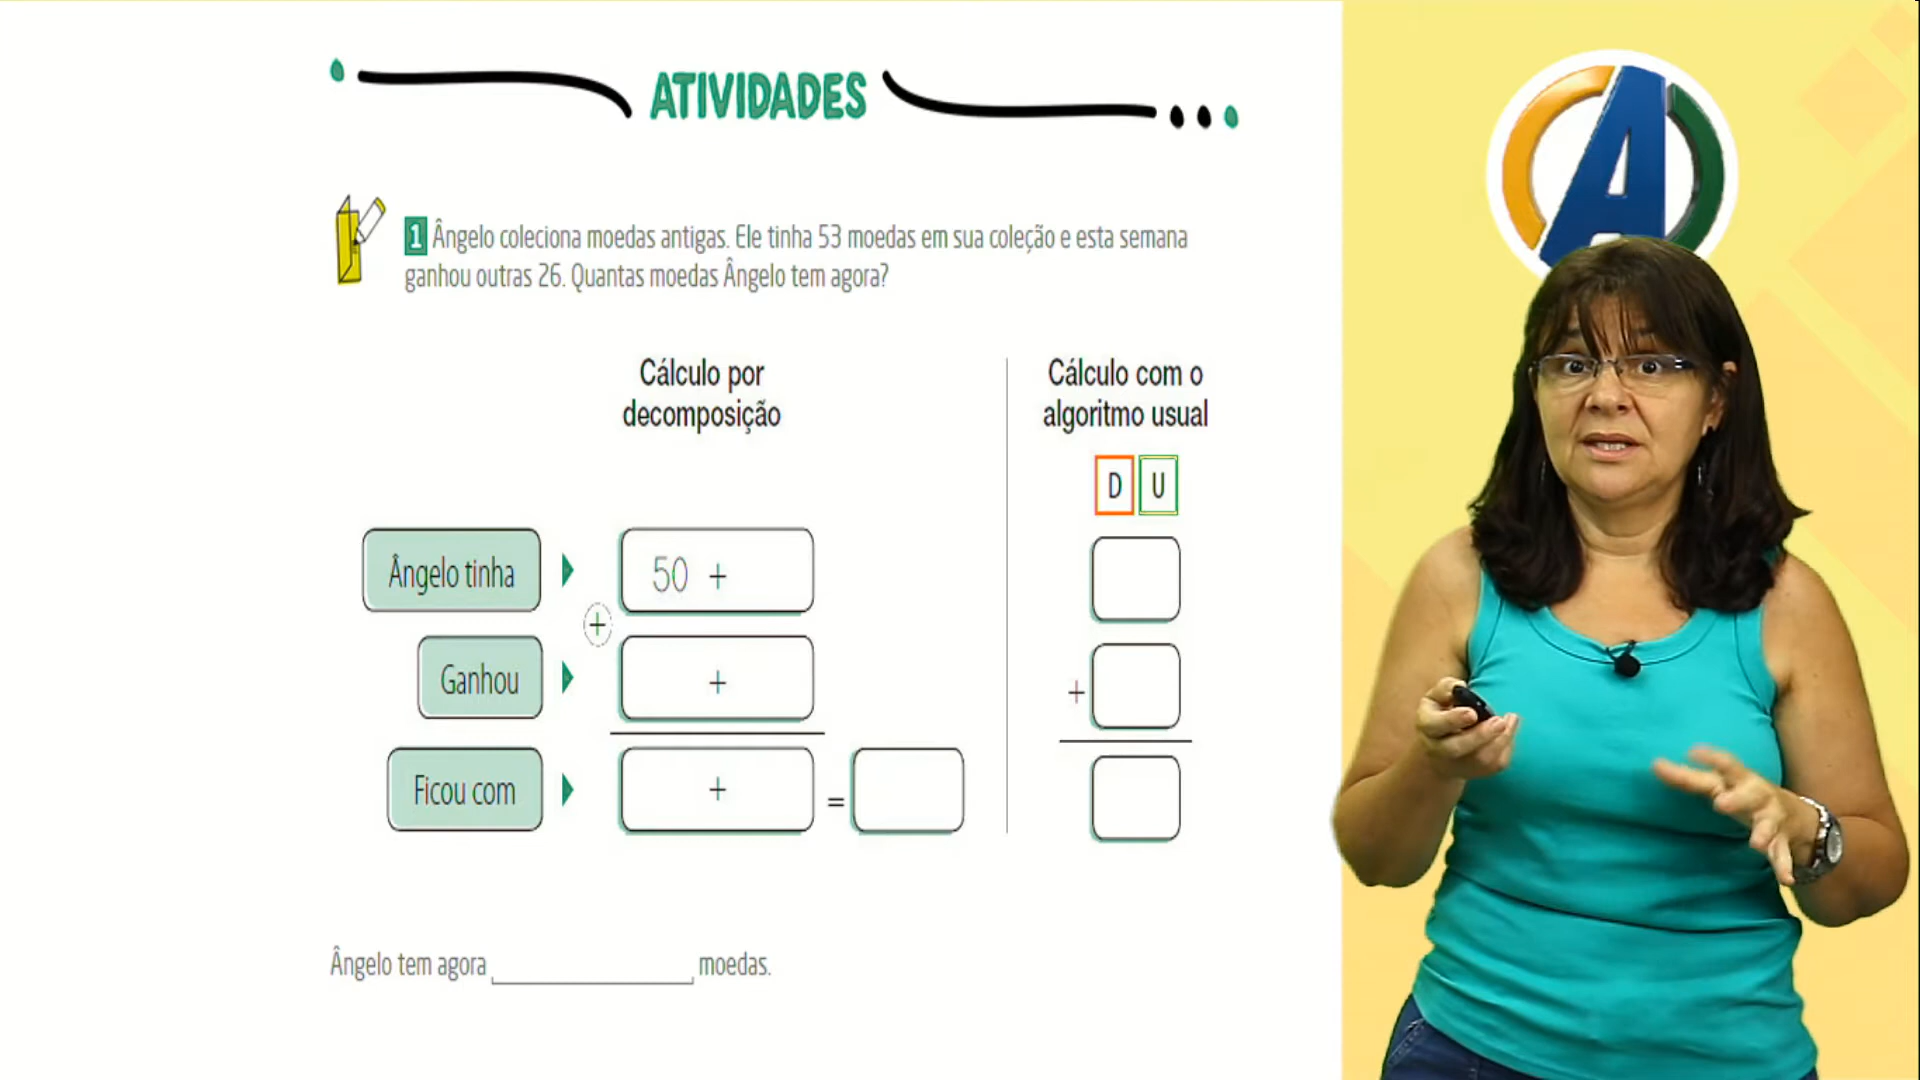 ATIVIDADES
1 Ângelo coleciona moedas antigas. Ele tinha 53 moedas em sua coleção e esta semana
ganhou outras 26. Quantas moedas Ângelo tem agora?
Cálculo por
decomposição
Ângelo tinha
50 +
+
Ganhou
+
Ficou com
+
=
Cálculo com o
algoritmo usual
D U
+
Ângelo tem agora ____________ moedas.
A